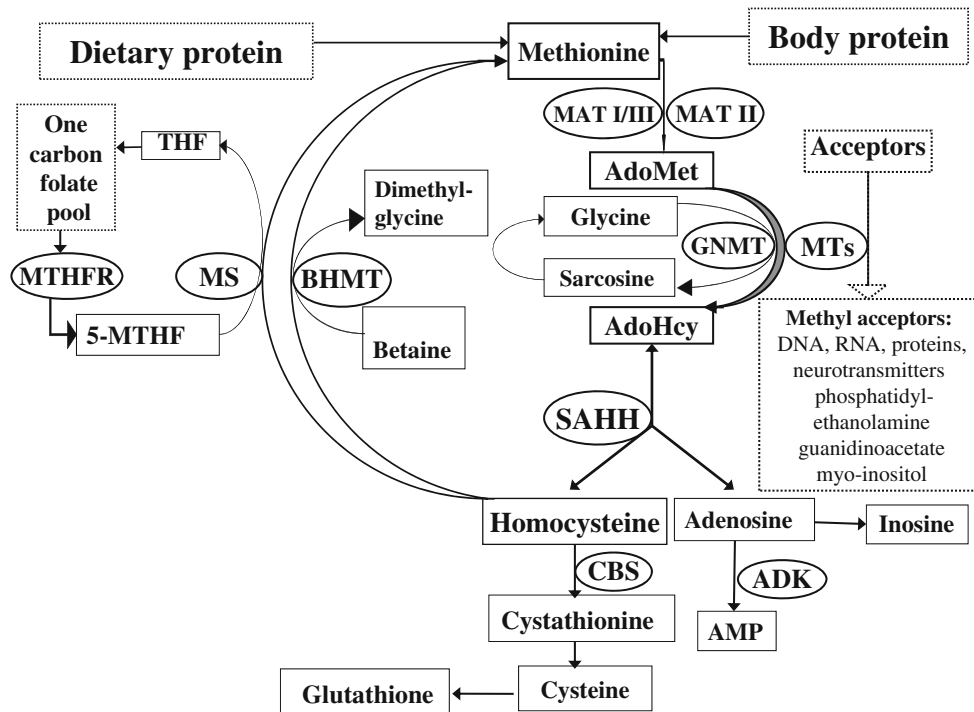 Dietary protein
Methionine
Body protein
MAT I/III
MAT II
One
carbon
folate
pool
THF
AdoMet
Acceptors
Dimethyl-
glycine
Glycine
GNMT
MTs
MTHFR
MS
BHMT
Sarcosine
5-MTHF
Betaine
AdoHcy
Methyl acceptors:
DNA, RNA, proteins,
neurotransmitters
phosphatidyl-
ethanolamine
guanidinoacetate
myo-inositol
SAHH
Homocysteine
Adenosine
Inosine
CBS
ADK
Cystathionine
AMP
Glutathione
Cysteine